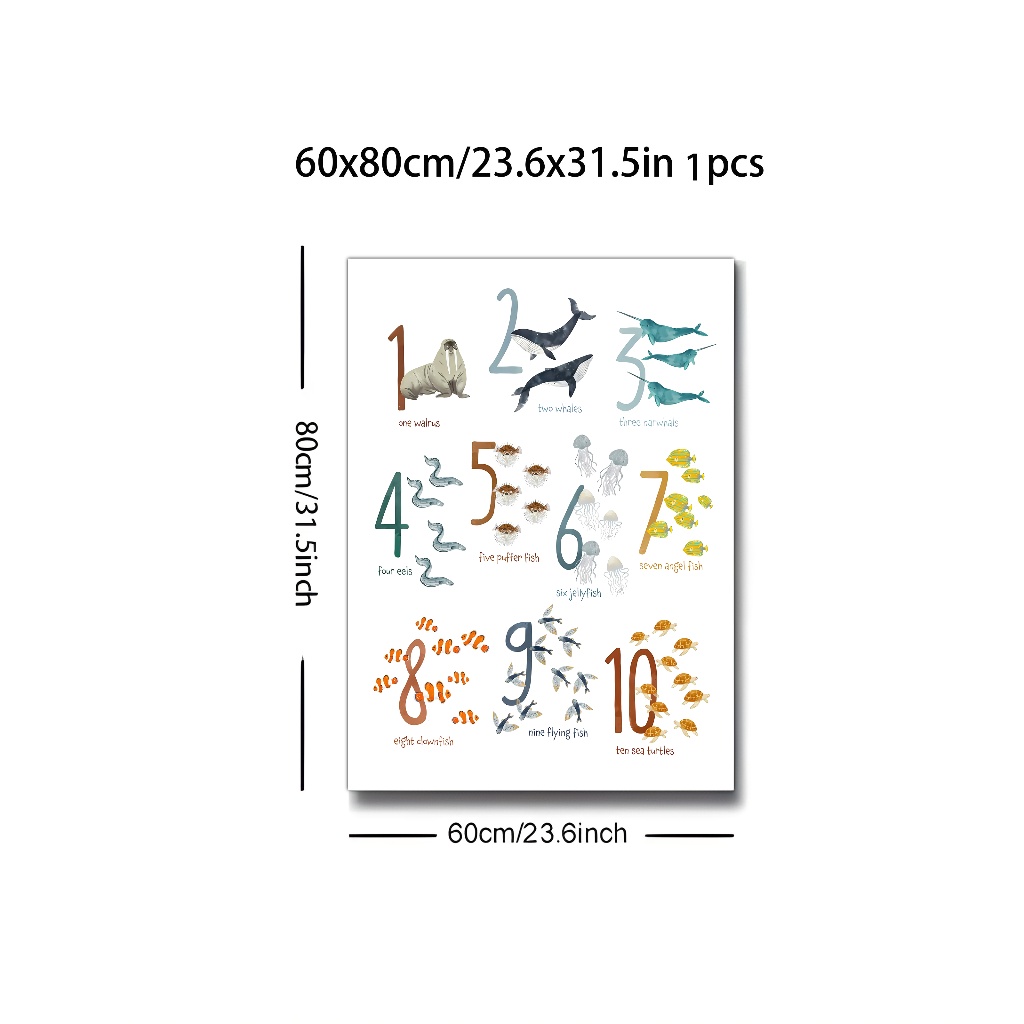 60x80cm/23.6x31.5in 1pcs
80cm/31.5inch
1
one walrus
2
two whales
3
three narwhals
4
four eels
5
five puffer fish
6
six jellyfish
7
seven angel fish
8
eight clownfish
9
nine flying fish
10
ten sea turtles
60cm/23.6inch